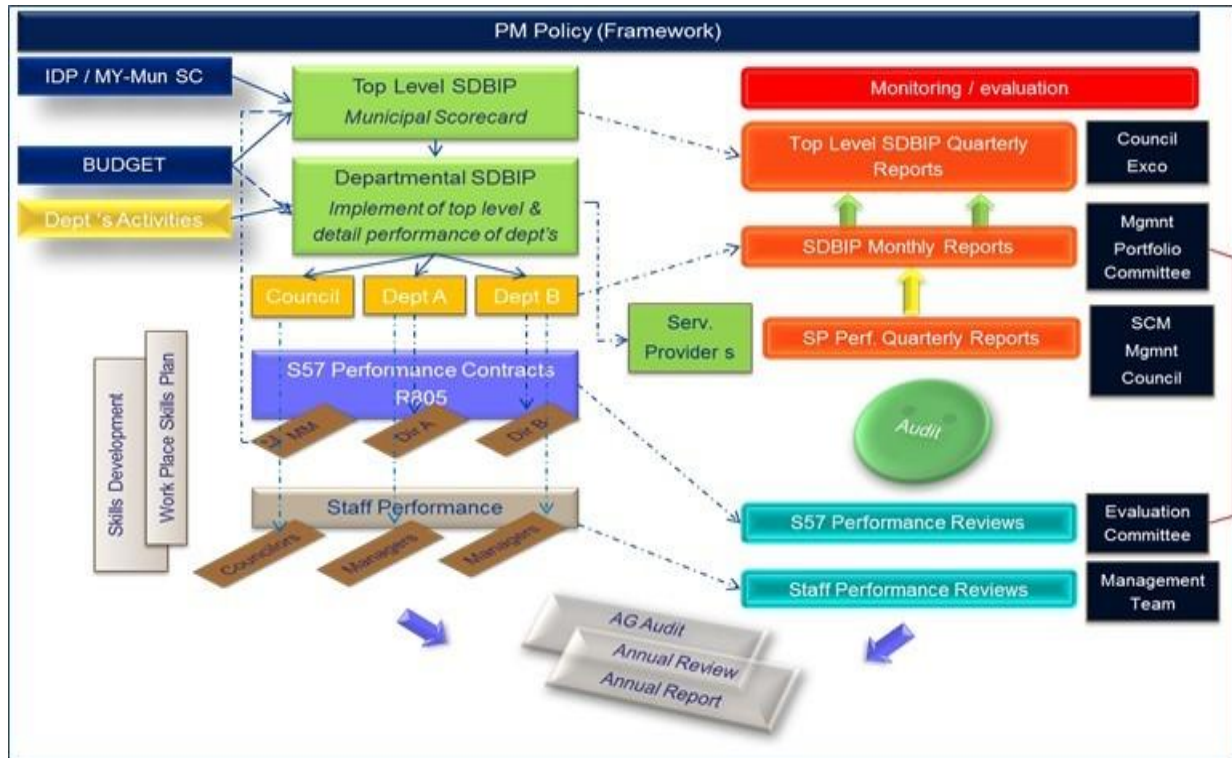 PM Policy (Framework)
IDP / MY-Mun SC
BUDGET
Dept 's Activities
Top Level SDBIP
Municipal Scorecard
Departmental SDBIP
Implement of top level &
detail performance of dept's
Council
Dept A
Dept B
Serv.
Provider s
S57 Performance Contracts
R805
MM
Dir A
Dir B
Staff Performance
Councilors
Managers
Managers
Skills Development
Work Place Skills Plan
Monitoring / evaluation
Top Level SDBIP Quarterly
Reports
Council
Exco
SDBIP Monthly Reports
Mgmnt
Portfolio
Committee
SP Perf. Quarterly Reports
SCM
Mgmnt
Council
Audit
S57 Performance Reviews
Evaluation
Committee
Staff Performance Reviews
Management
Team
AG Audit
Annual Review
Annual Report